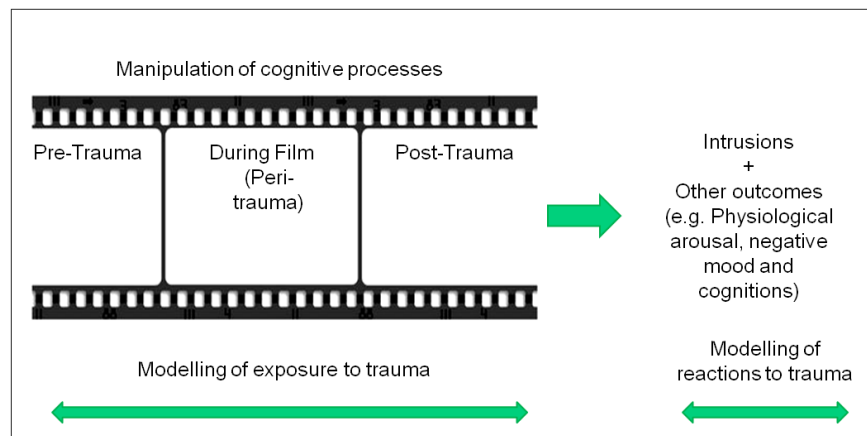 Manipulation of cognitive processes
Pre-Trauma
During Film
(Peri-
trauma)
Post-Trauma
Intrusions
+
Other outcomes
(e.g. Physiological
arousal, negative
mood and
cognitions)
Modelling of exposure to trauma
Modelling of
reactions to trauma